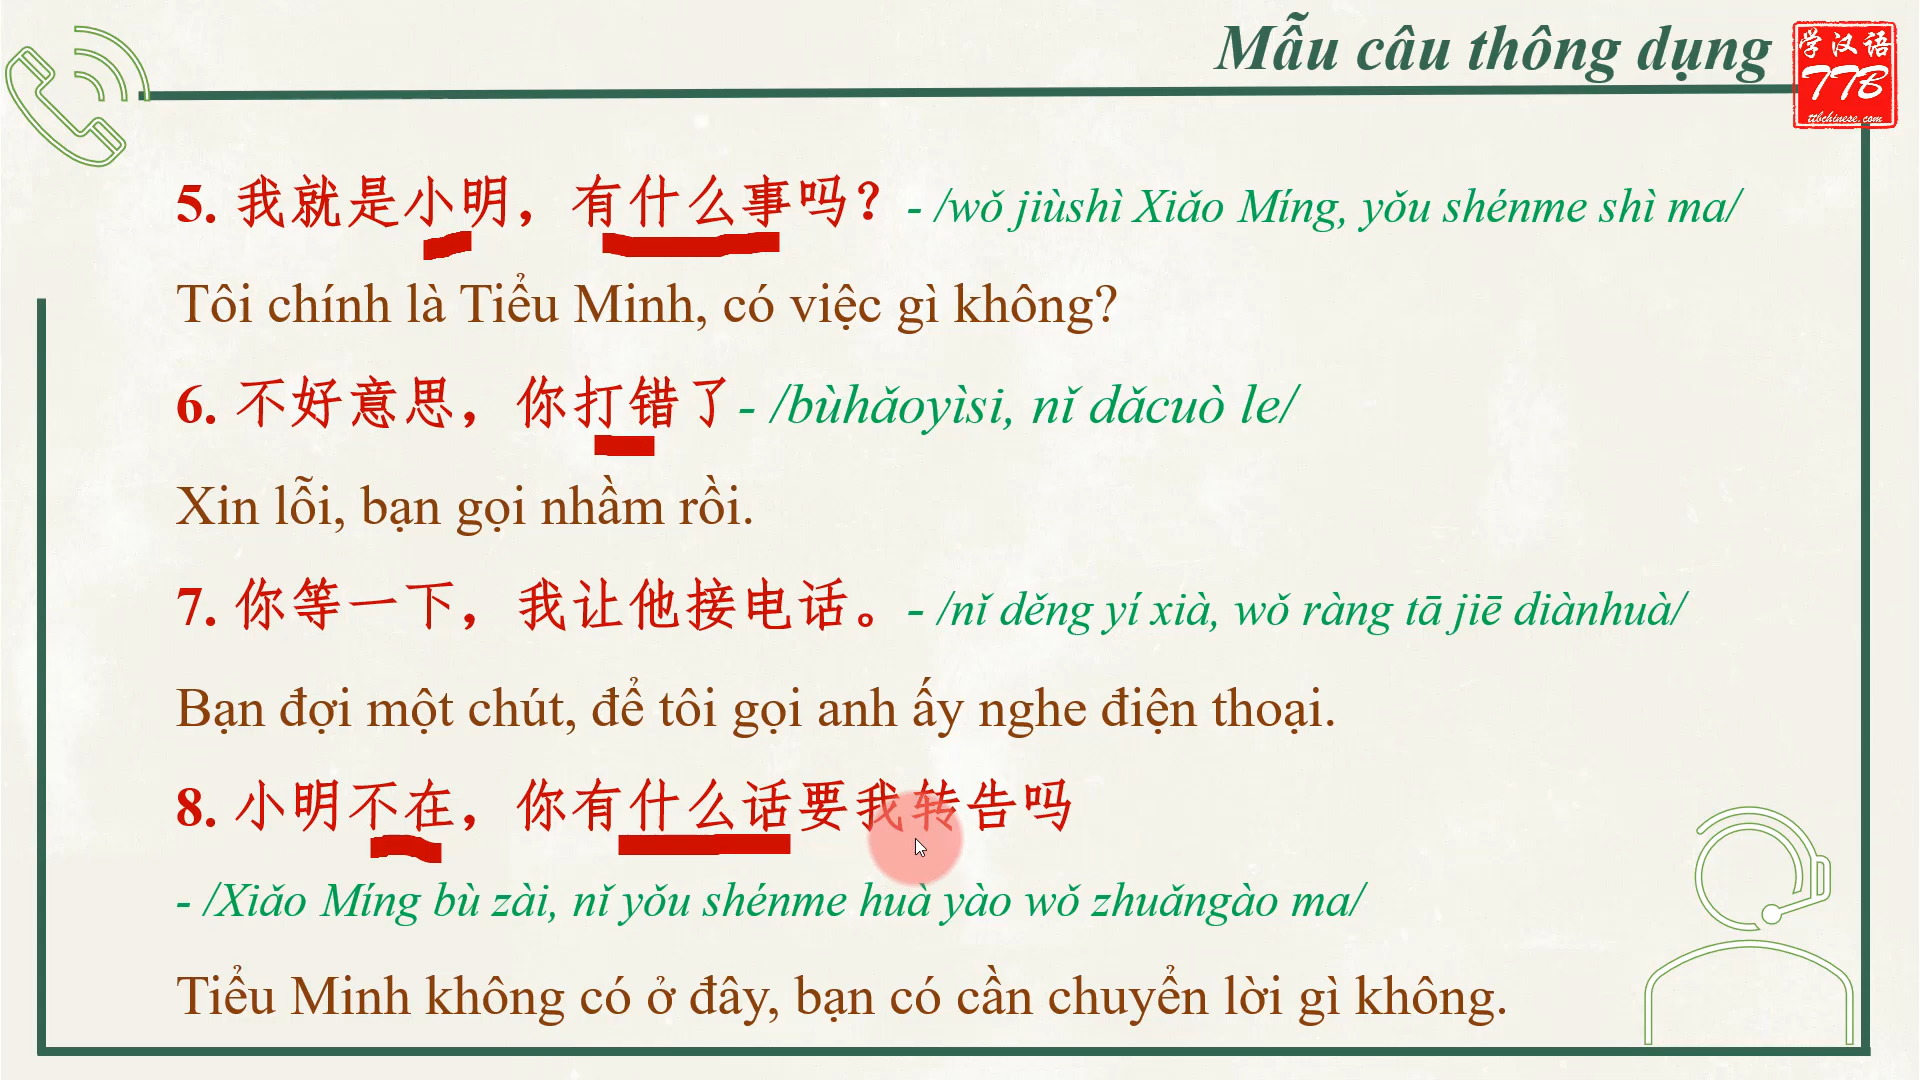 Mẫu câu thông dụng
学汉语
TTB
ttbchinese.com
5. 我就是小明，有什么事吗？ - /wǒ jiùshì Xiǎo Míng, yǒu shénme shì ma/
Tôi chính là Tiểu Minh, có việc gì không?
6. 不好意思，你打错了 - /bùhǎoyìsi, nǐ dǎcuò le/
Xin lỗi, bạn gọi nhầm rồi.
7. 你等一下，我让他接电话。 - /nǐ děng yí xià, wǒ ràng tā jiē diànhuà/
Bạn đợi một chút, để tôi gọi anh ấy nghe điện thoại.
8. 小明不在，你有什么话要我转告吗
- /Xiǎo Míng bù zài, nǐ yǒu shénme huà yào wǒ zhuǎngào ma/
Tiểu Minh không có ở đây, bạn có cần chuyển lời gì không.